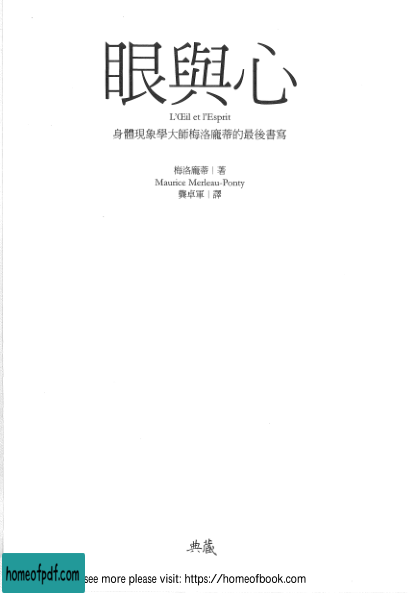 眼與心
L'Œil et l'Esprit
身體現象學大師梅洛龐蒂的最後書寫
梅洛龐蒂｜著
Maurice Merleau-Ponty
龔卓軍｜譯
典藏
homeofpdf.com
see more please visit: https://homeofbook.com